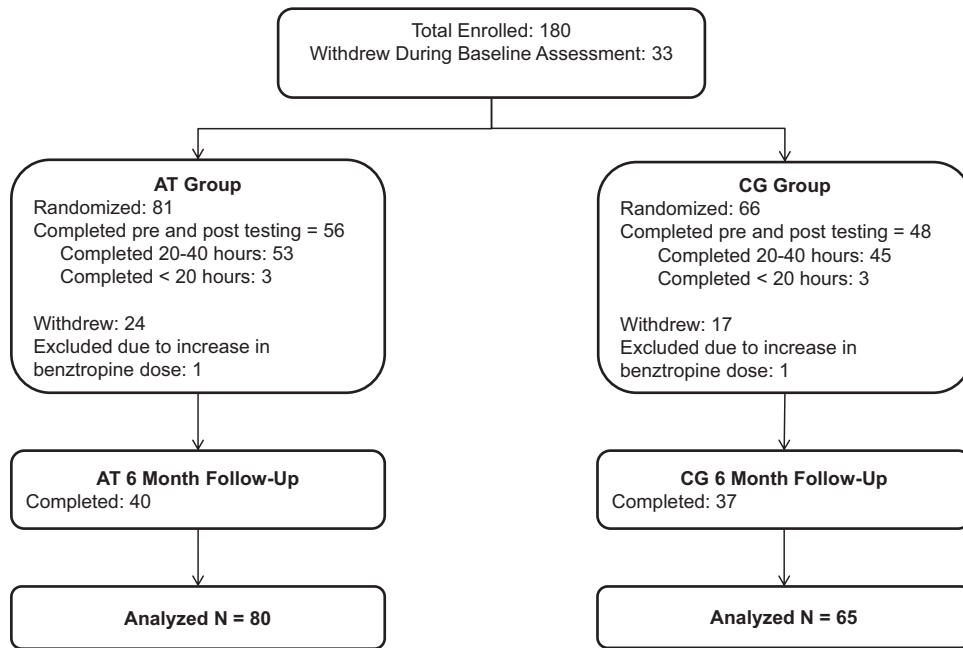 Total Enrolled: 180
Withdrew During Baseline Assessment: 33
AT Group
Randomized: 81
Completed pre and post testing = 56
Completed 20-40 hours: 53
Completed < 20 hours: 3
Withdrew: 24
Excluded due to increase in
benztropine dose: 1
CG Group
Randomized: 66
Completed pre and post testing = 48
Completed 20-40 hours: 45
Completed < 20 hours: 3
Withdrew: 17
Excluded due to increase in
benztropine dose: 1
AT 6 Month Follow-Up
Completed: 40
CG 6 Month Follow-Up
Completed: 37
Analyzed N = 80
Analyzed N = 65